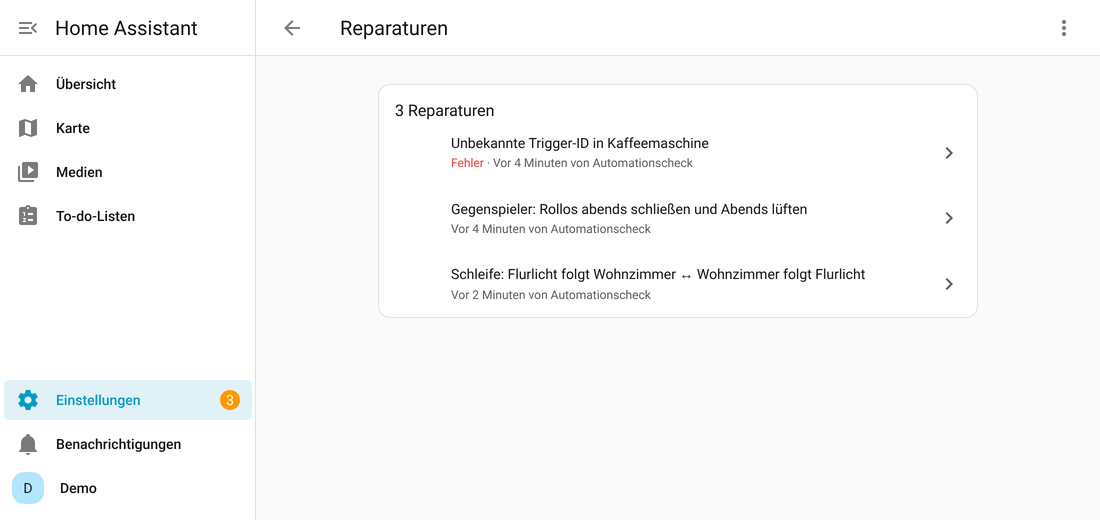 Home Assistant
Reparaturen
Übersicht
Karte
Medien
To-do-Listen
Einstellungen
3
Benachrichtigungen
D
Demo
3 Reparaturen
Unbekannte Trigger-ID in Kaffeemaschine
Fehler · Vor 4 Minuten von Automationscheck
Gegenspieler: Rollos abends schließen und Abends lüften
Vor 4 Minuten von Automationscheck
Schleife: Flurlicht folgt Wohnzimmer ↔ Wohnzimmer folgt Flurlicht
Vor 2 Minuten von Automationscheck